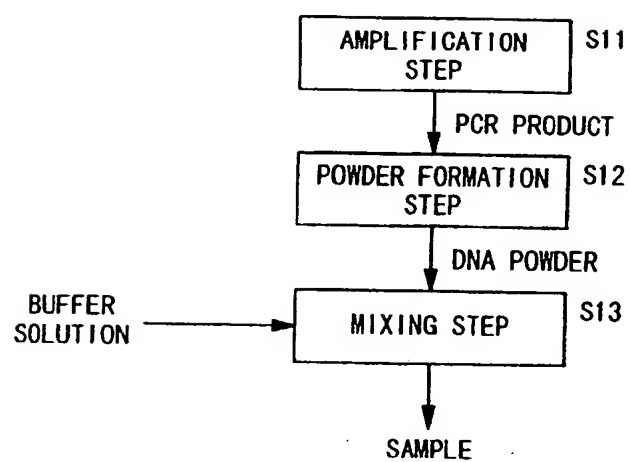 AMPLIFICATION
STEP
S11
PCR PRODUCT
POWDER FORMATION
STEP
S12
DNA POWDER
BUFFER
SOLUTION
MIXING STEP
S13
SAMPLE